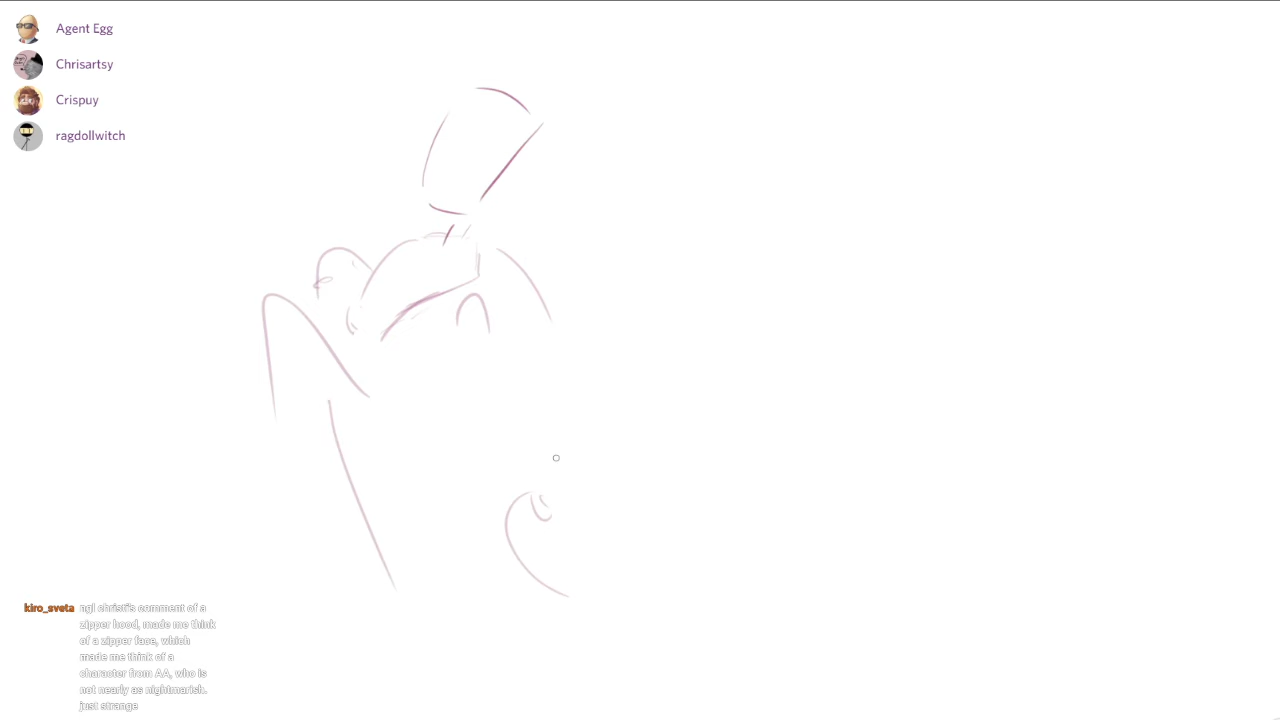 Agent Egg
Chrisartsy
Crispuy
ragdollwitch
kiro_sveta ngl christi's comment of a
zipper hood, made me think
of a zipper face, which
made me think of a
character from AA, who is
not nearly as nightmarish.
just strange